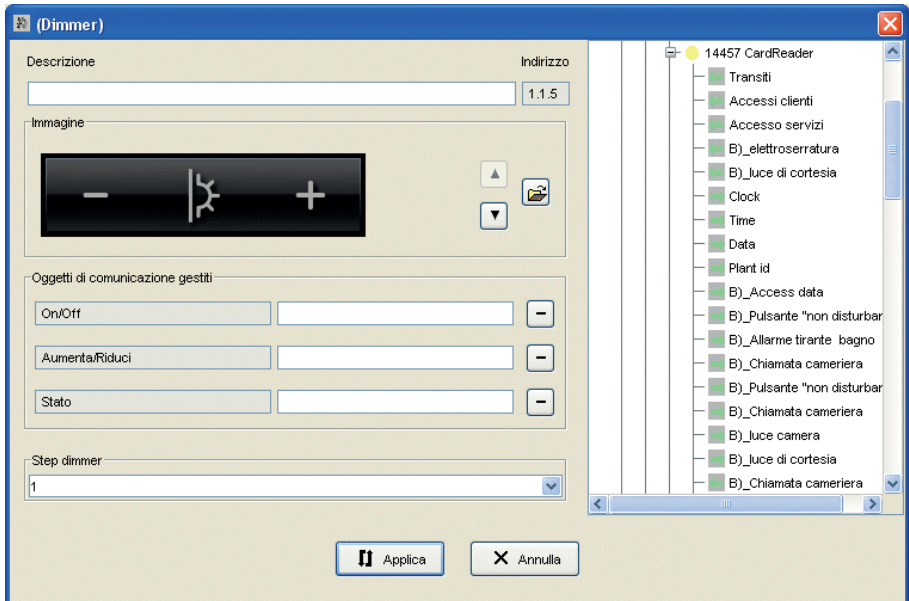 (Dimmer)
Descrizione
Indirizzo
1.1.5
Immagine
Oggetti di comunicazione gestiti
On/Off
Aumenta/Riduci
Stato
Step dimmer
1
Applica
Annulla
14457 CardReader
Transiti
Accessi clienti
Accesso servizi
B)_elettroserratura
B)_luce di cortesia
Clock
Time
Data
Plant id
B)_Access data
B)_Pulsante "non disturbar
B)_Allarme tirante bagno
B)_Chiamata cameriera
B)_Pulsante "non disturbar
B)_Chiamata cameriera
B)_luce camera
B)_luce di cortesia
B)_Chiamata cameriera